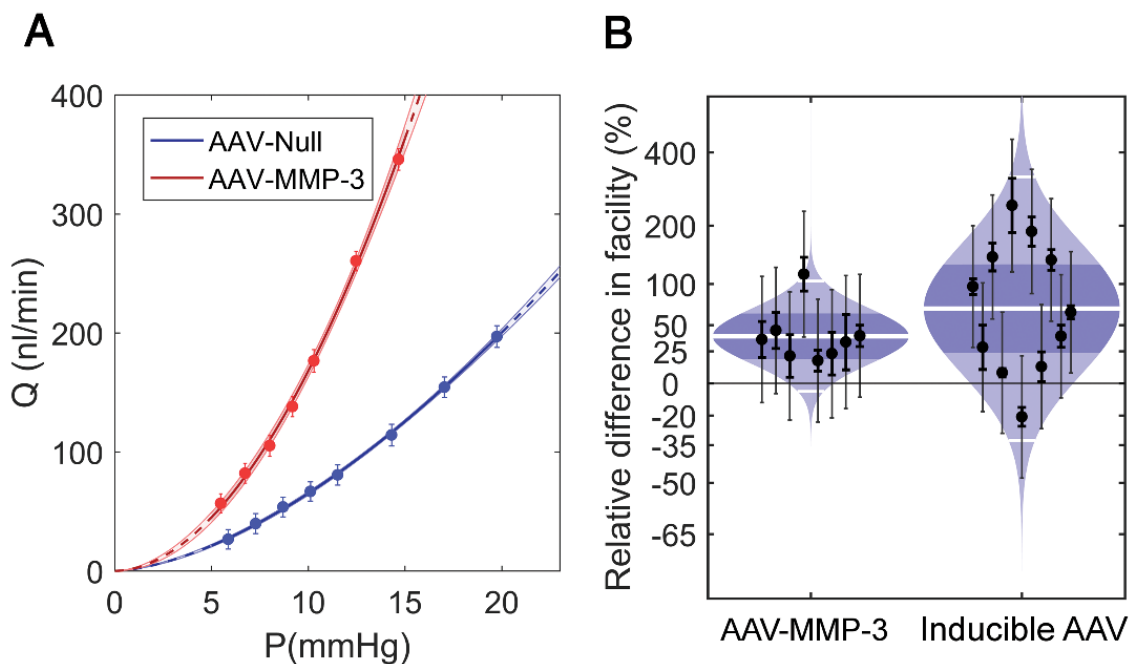 A
400
300
200
100
0
Q (nl/min)
AAV-Null
AAV-MMP-3
0 5 10 15 20
P(mmHg)
B
Relative difference in facility (%)
400
200
100
50
25
0
-20
-35
-50
-65
AAV-MMP-3 Inducible AAV